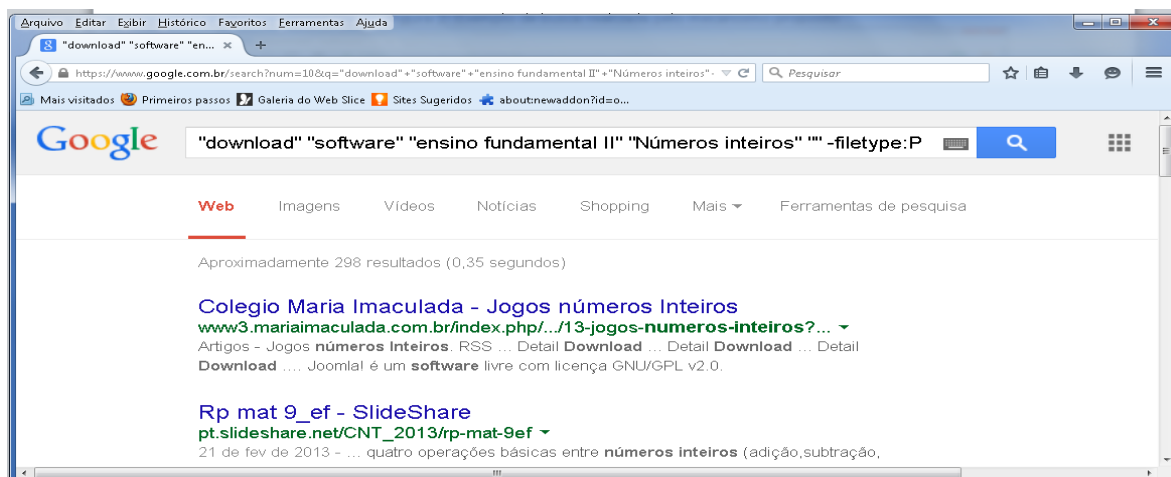 Arquivo Editar Exibir Histórico Favoritos Ferramentas Ajuda
"download" "software" "en...
https://www.google.com.br/search?num=10&q="download"+"software"+"ensino fundamental II"+"Números inteiros"- Pesquisar
Mais visitados Primeiros passos Galeria do Web Slice Sites Sugeridos about:newaddon?id=o...
Google "download" "software" "ensino fundamental II" "Números inteiros" "" -filetype:P
Web Imagens Vídeos Notícias Shopping Mais Ferramentas de pesquisa
Aproximadamente 298 resultados (0,35 segundos)
Colegio Maria Imaculada - Jogos números Inteiros
www3.mariaimaculada.com.br/index.php/.../13-jogos-numeros-inteiros?...
Artigos - Jogos números Inteiros. RSS ... Detail Download ... Detail Download ... Detail
Download .... Joomla! é um software livre com licença GNU/GPL v2.0.
Rp mat 9_ef - SlideShare
pt.slideshare.net/CNT_2013/rp-mat-9ef
21 de fev de 2013 - ... quatro operações básicas entre números inteiros (adição,subtração,